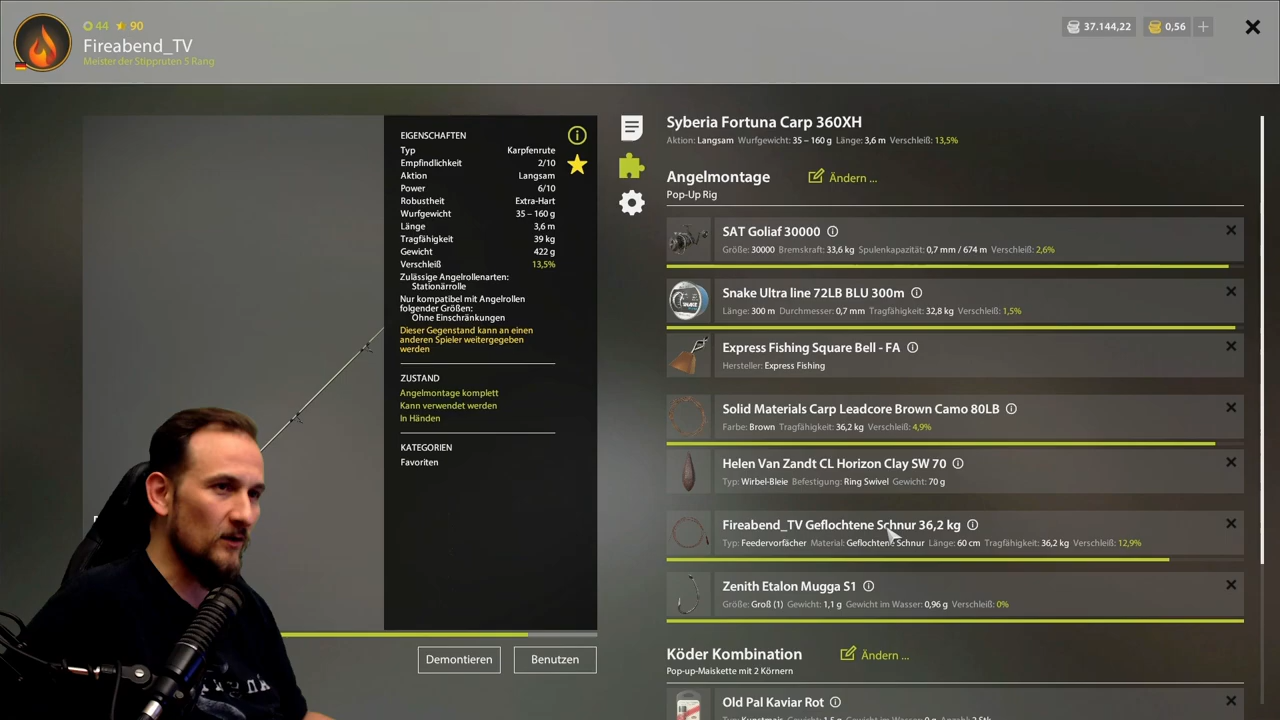 44 90
Fireabend_TV
Meister der Stippruten 5 Rang
37.144,22 0,56 +
EIGENSCHAFTEN
Typ Karpfenrute
Empfindlichkeit 2/10
Aktion Langsam
Power 6/10
Robustheit Extra-Hart
Wurfgewicht 35 – 160 g
Länge 3,6 m
Tragfähigkeit 39 kg
Gewicht 422 g
Verschleiß 13,5%
Zulässige Angelrollenarten:
Stationärrolle
Nur kompatibel mit Angelrollen
folgender Größen:
Ohne Einschränkungen
Dieser Gegenstand kann an einen
anderen Spieler weitergegeben
werden
ZUSTAND
Angelmontage komplett
Kann verwendet werden
In Händen
KATEGORIEN
Favoriten
Demontieren Benutzen
Syberia Fortuna Carp 360XH
Aktion: Langsam Wurfgewicht: 35 – 160 g Länge: 3,6 m Verschleiß: 13,5%
Angelmontage Ändern ...
Pop-Up Rig
SAT Goliaf 30000
Größe: 30000 Bremskraft: 33,6 kg Spulenkapazität: 0,7 mm / 674 m Verschleiß: 2,6%
Snake Ultra line 72LB BLU 300m
Länge: 300 m Durchmesser: 0,7 mm Tragfähigkeit: 32,8 kg Verschleiß: 1,5%
Express Fishing Square Bell - FA
Hersteller: Express Fishing
Solid Materials Carp Leadcore Brown Camo 80LB
Farbe: Brown Tragfähigkeit: 36,2 kg Verschleiß: 4,9%
Helen Van Zandt CL Horizon Clay SW 70
Typ: Wirbel-Bleie Befestigung: Ring Swivel Gewicht: 70 g
Fireabend_TV Geflochtene Schnur 36,2 kg
Typ: Feedervorfächer Material: Geflochtene Schnur Länge: 60 cm Tragfähigkeit: 36,2 kg Verschleiß: 12,9%
Zenith Etalon Mugga S1
Größe: Groß (1) Gewicht: 1,1 g Gewicht im Wasser: 0,96 g Verschleiß: 0%
Köder Kombination Ändern ...
Pop-up-Maiskette mit 2 Körnern
Old Pal Kaviar Rot